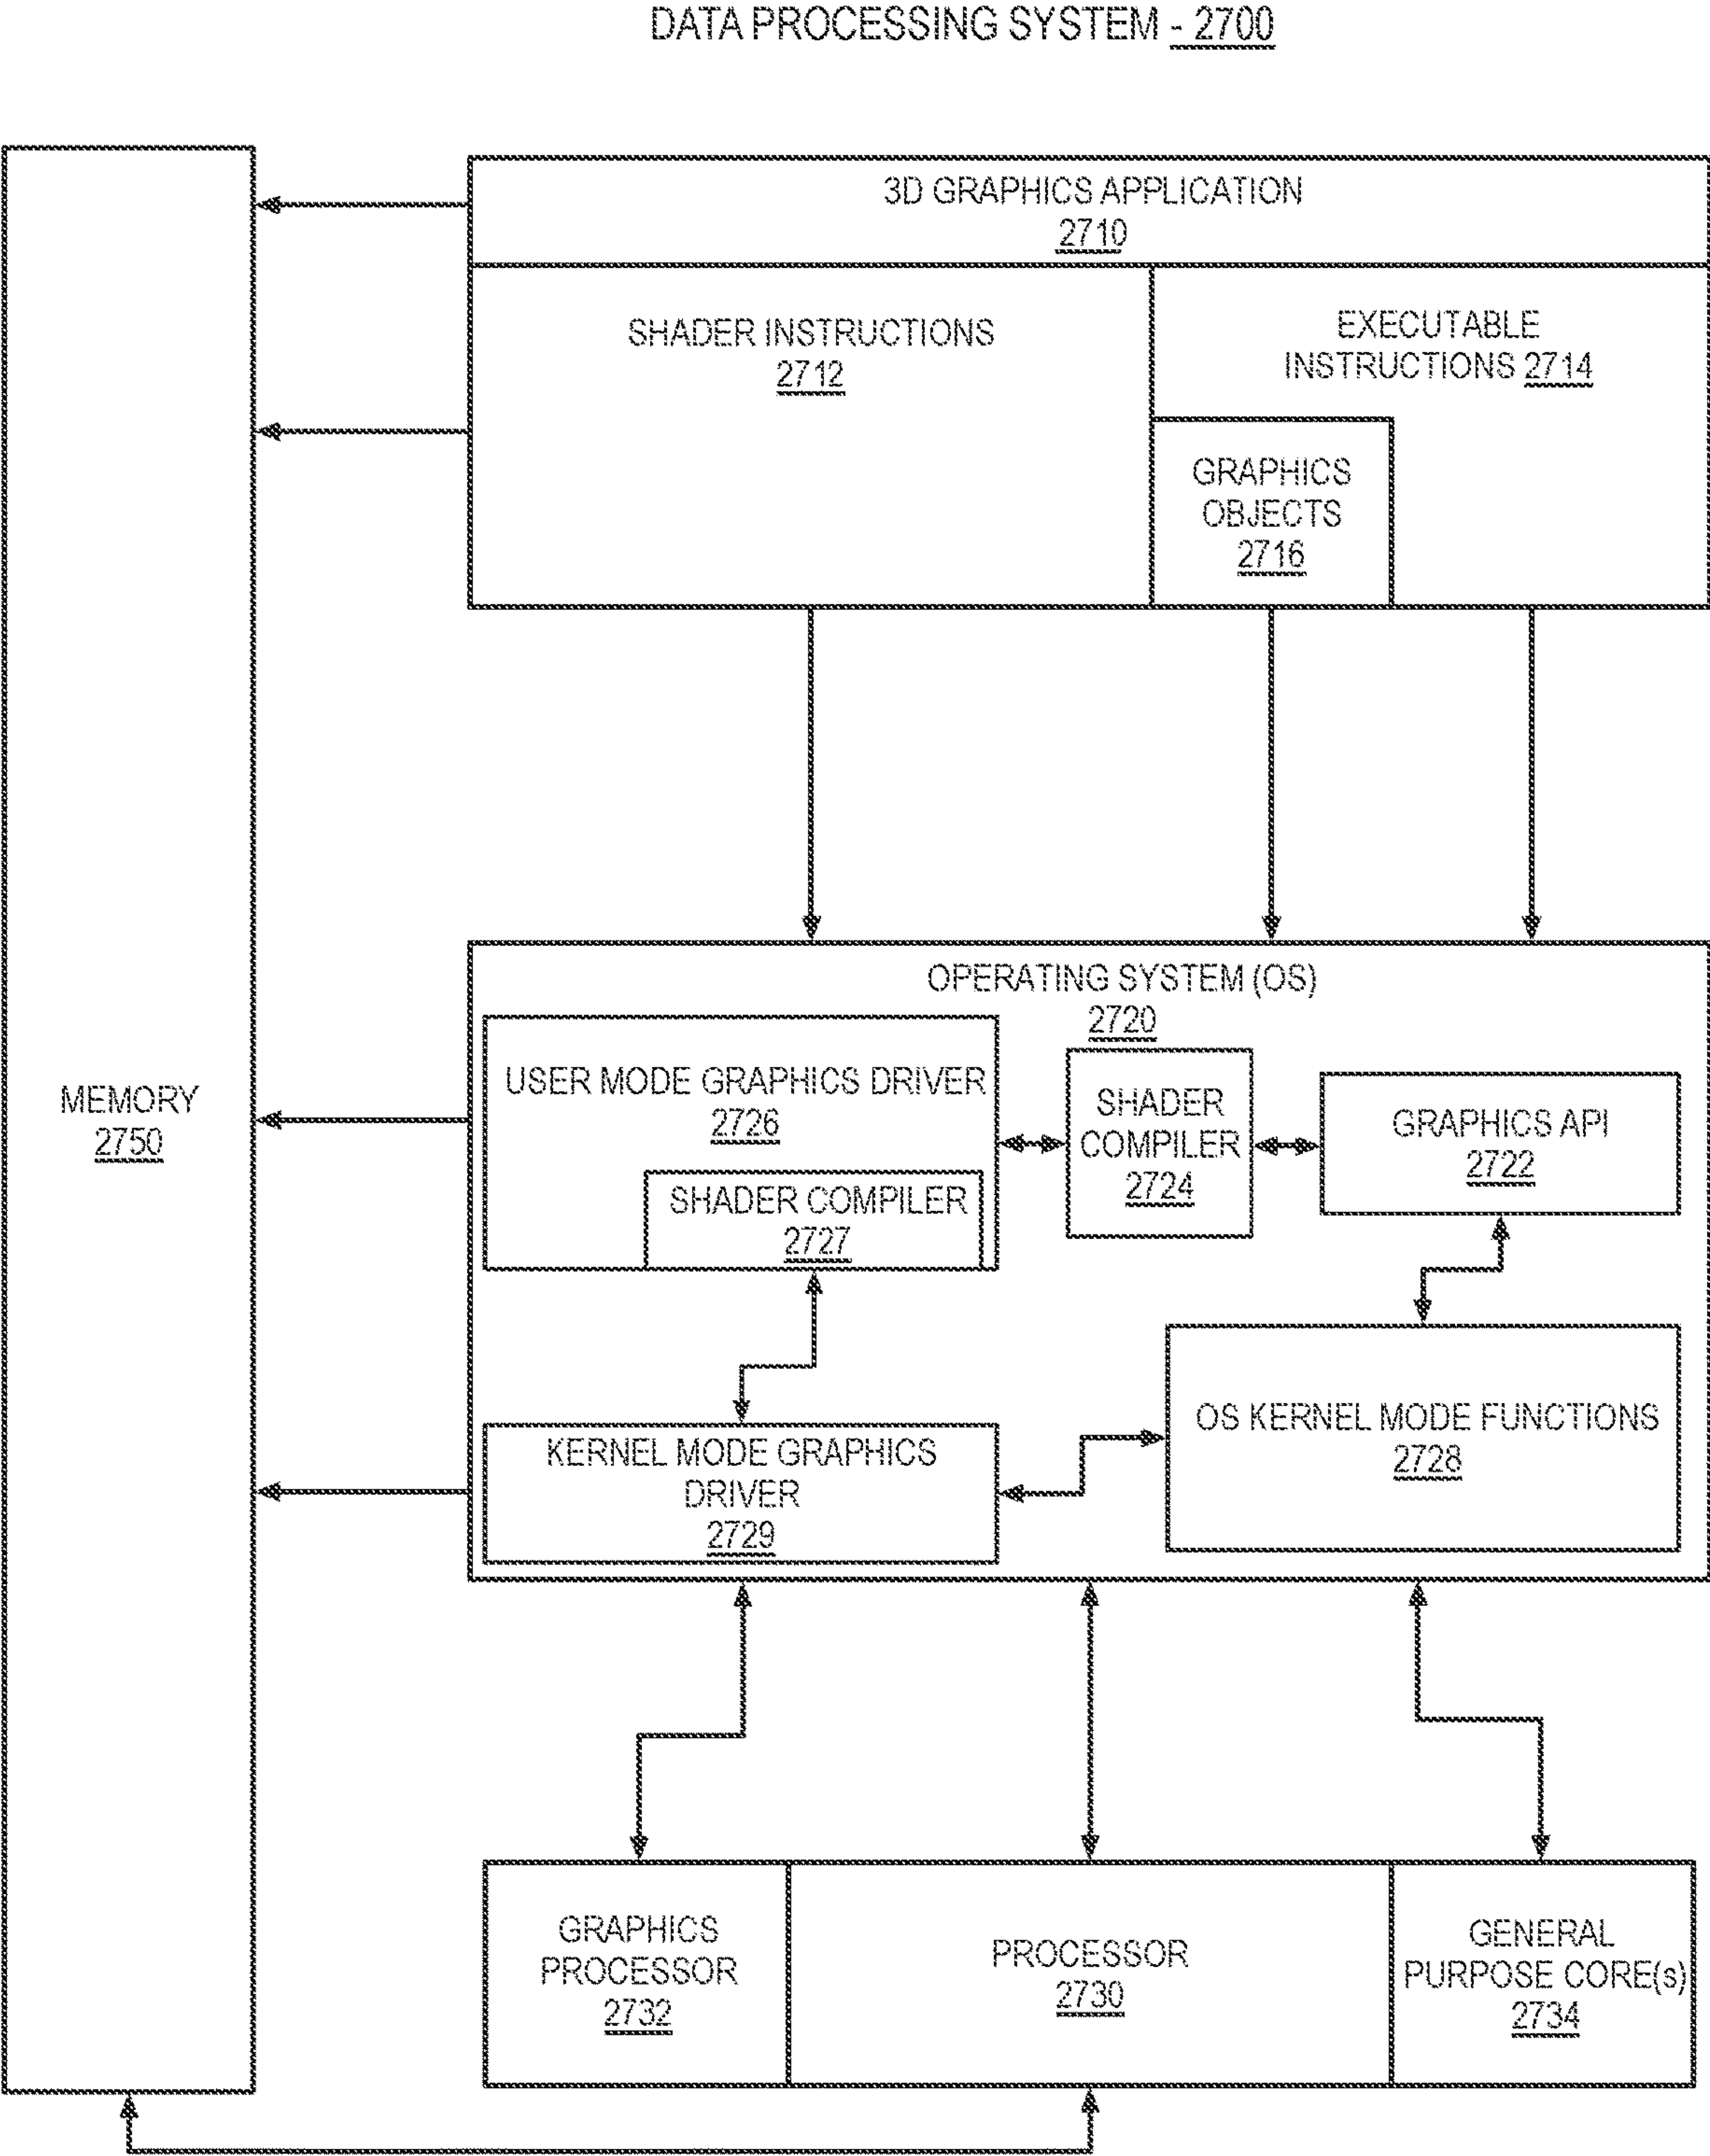 DATA PROCESSING SYSTEM - 2700
3D GRAPHICS APPLICATION
2710
SHADER INSTRUCTIONS
2712
EXECUTABLE
INSTRUCTIONS 2714
GRAPHICS
OBJECTS
2716
MEMORY
2750
OPERATING SYSTEM (OS)
2720
USER MODE GRAPHICS DRIVER
2726
SHADER COMPILER
2727
SHADER
COMPILER
2724
GRAPHICS API
2722
KERNEL MODE GRAPHICS
DRIVER
2729
OS KERNEL MODE FUNCTIONS
2728
GRAPHICS
PROCESSOR
2732
PROCESSOR
2730
GENERAL
PURPOSE CORE(s)
2734